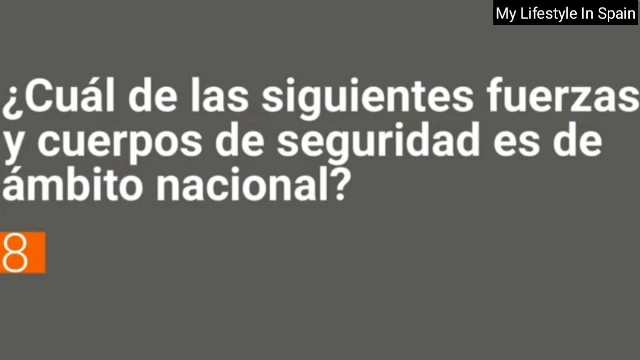 My Lifestyle In Spain
¿Cuál de las siguientes fuerzas
y cuerpos de seguridad es de
ámbito nacional?
8